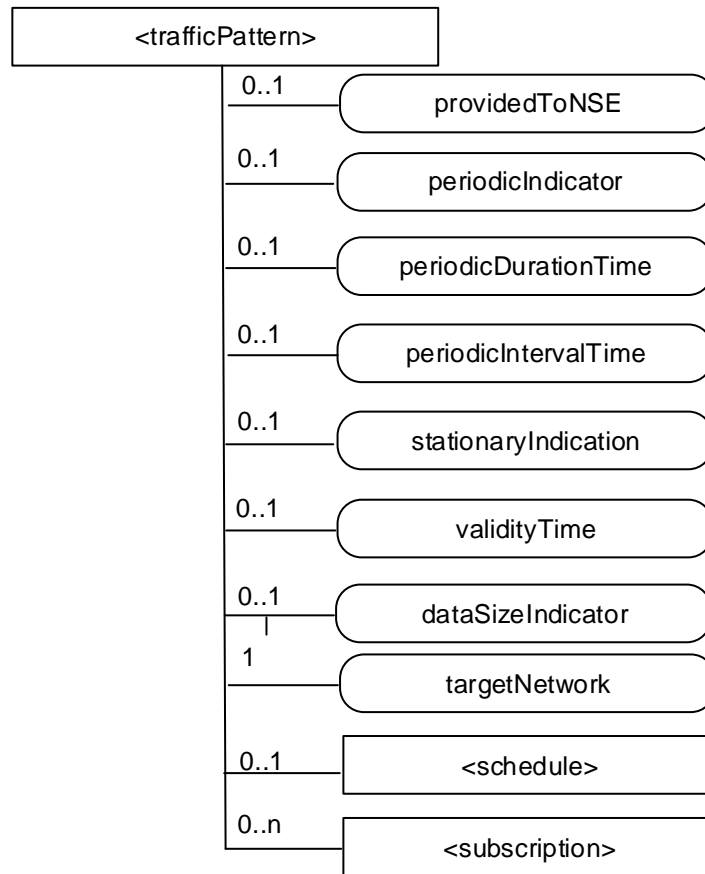 <trafficPattern>
0..1
providedToNSE
0..1
periodicIndicator
0..1
periodicDurationTime
0..1
periodicIntervalTime
0..1
stationaryIndication
0..1
validityTime
0..1
dataSizeIndicator
1
targetNetwork
0..1
<schedule>
0..n
<subscription>